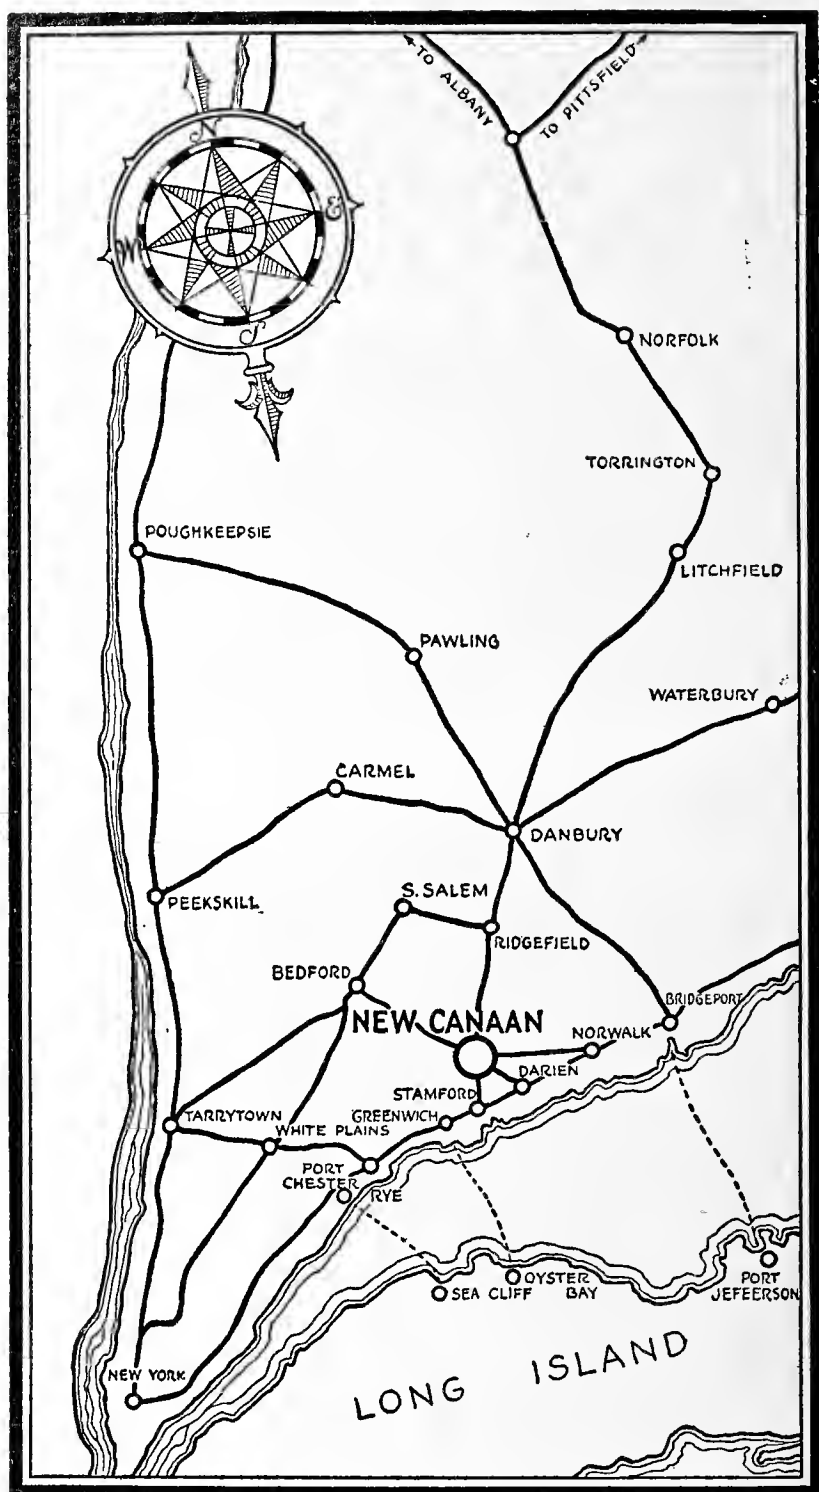 TO ALBANY
TO PITTSFIELD
N
E
W
S
NORFOLK
TORRINGTON
POUGHKEEPSIE
LITCHFIELD
PAWLING
WATERBURY
CARMEL
DANBURY
S. SALEM
PEEKSKILL
RIDGEFIELD
BEDFORD
BRIDGEPORT
NEW CANAAN
NORWALK
DARIEN
STAMFORD
GREENWICH
TARRYTOWN
WHITE PLAINS
PORT
CHESTER
RYE
SEA CLIFF
OYSTER
BAY
PORT
JEFEERSON
NEW YORK
LONG ISLAND